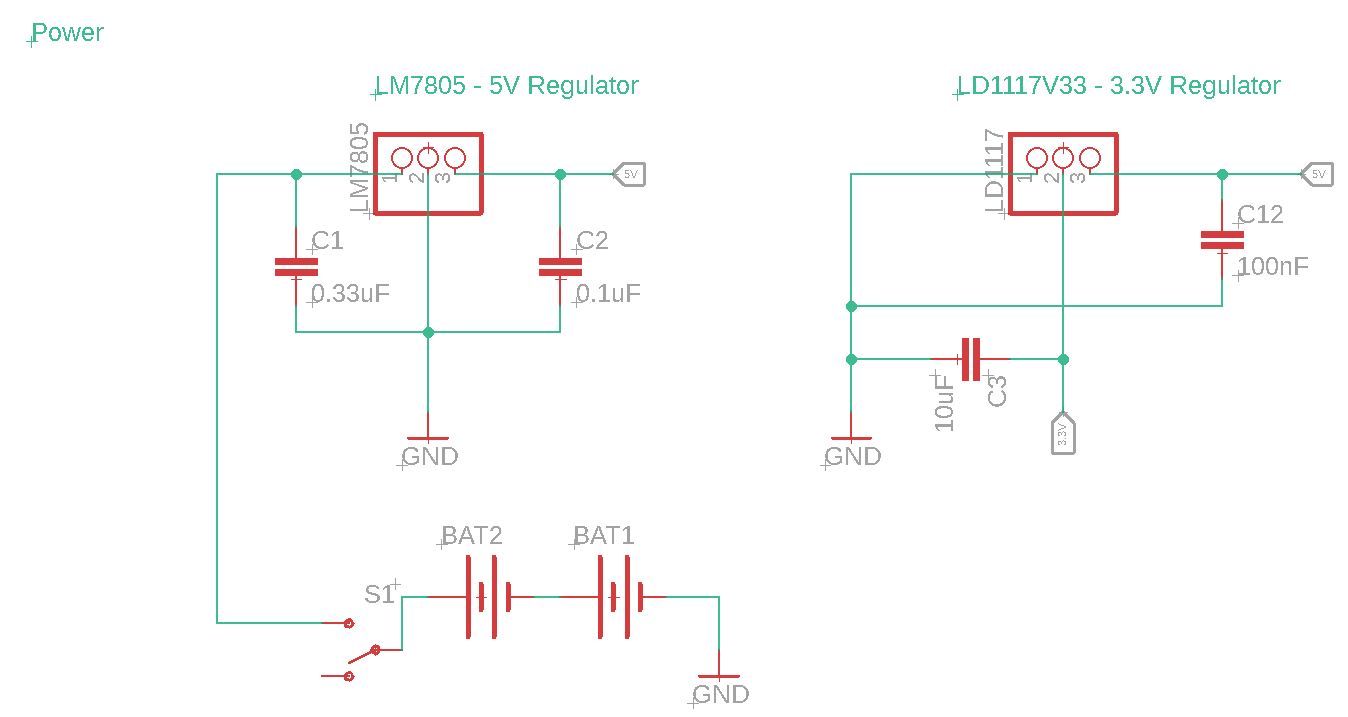 Power
LM7805 - 5V Regulator
LD1117V33 - 3.3V Regulator
LM7805
1
2
3
5V
LD1117
1
2
3
5V
C1
0.33uF
C2
0.1uF
C12
100nF
10uF
C3
3.3V
GND
GND
BAT2
BAT1
S1
GND